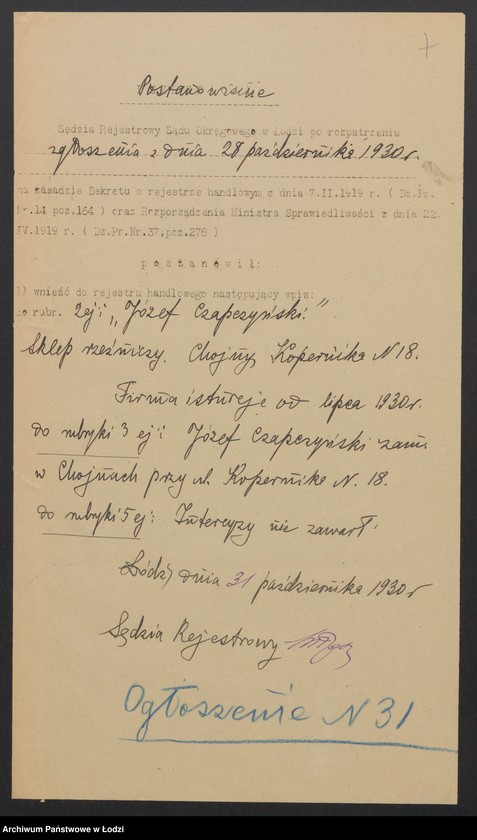 Postanowienie
Sędzia Rejestrowy Sądu Okręgowego w Łodzi po rozpatrzeniu
zgłoszenia z dnia 28 października 1930 r.
na zasadzie Dekretu o rejestrze handlowym z dnia 7.II.1919 r. ( Dz.Pr.
Nr.14 poz.164 ) oraz Rozporządzenia Ministra Sprawiedliwości z dnia 22.
IV.1919 r. ( Dz.Pr.Nr.37,poz.278 )
postanowił:
1) wnieść do rejestru handlowego następujący wpis:
do rubr. 2ej: „Józef Czapczyński."
Sklep rzeźniczy. Chojny, Kopernika N 18.
Firma istnieje od lipca 1930 r.
do rubryki 3 ej: Józef Czapczyński zam.
w Chojnach przy ul. Kopernika N. 18.
do rubryki 5 ej: Intercyzy nie zawarł.
Łódź, dnia 31 października 1930 r
Sędzia Rejestrowy
Ogłoszenie N 31
Archiwum Państwowe w Łodzi